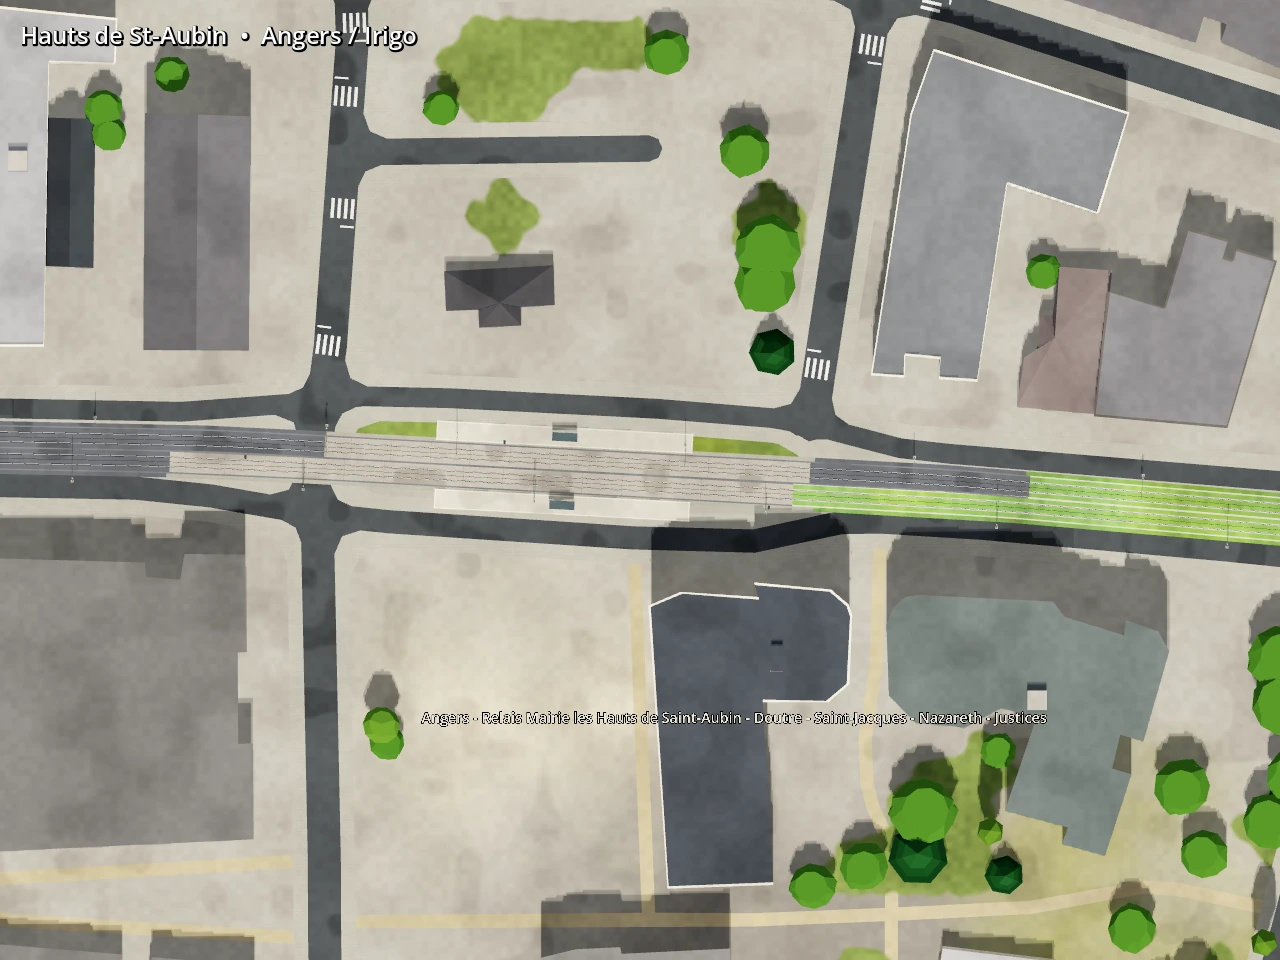 Hauts de St-Aubin • Angers / Irigo
Angers - Relais Mairie les Hauts de Saint-Aubin - Doutre - Saint-Jacques - Nazareth - Justices